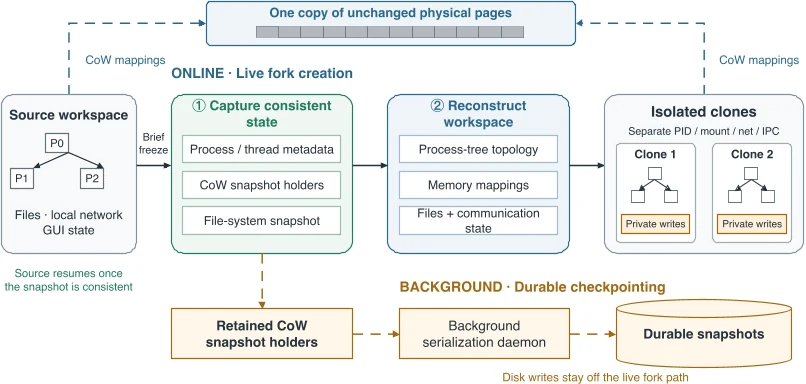 One copy of unchanged physical pages
CoW mappings
CoW mappings
ONLINE · Live fork creation
Source workspace
P0
P1
P2
Files · local network
GUI state
Source resumes once
the snapshot is consistent
Brief
freeze
① Capture consistent
state
Process / thread metadata
CoW snapshot holders
File-system snapshot
② Reconstruct
workspace
Process-tree topology
Memory mappings
Files + communication
state
Isolated clones
Separate PID / mount / net / IPC
Clone 1
Private writes
Clone 2
Private writes
BACKGROUND · Durable checkpointing
Retained CoW
snapshot holders
Background
serialization daemon
Durable snapshots
Disk writes stay off the live fork path